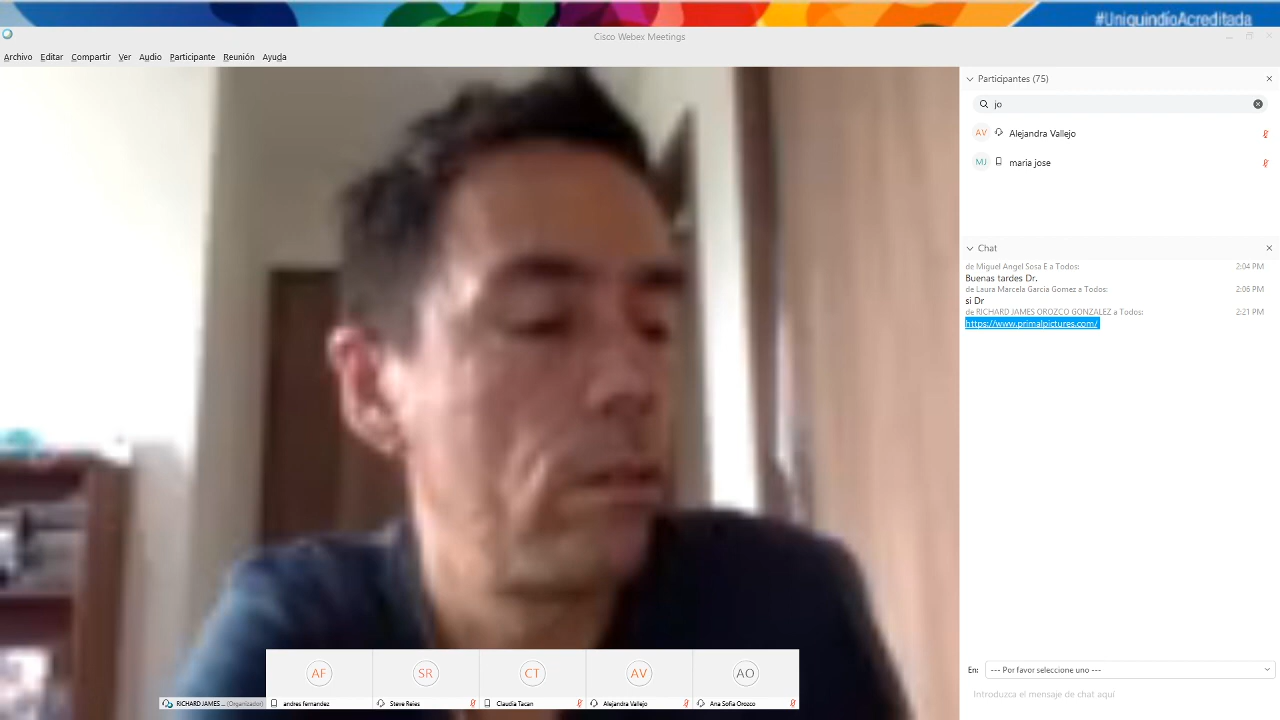 #UniquindíoAcreditada
Cisco Webex Meetings
Archivo Editar Compartir Ver Audio Participante Reunión Ayuda
Participantes (75)
jo
AV Alejandra Vallejo
MJ maria jose
Chat
de Miguel Angel Sosa E a Todos: 2:04 PM
Buenas tardes Dr.
de Laura Marcela Garcia Gomez a Todos: 2:06 PM
si Dr
de RICHARD JAMES OROZCO GONZALEZ a Todos: 2:21 PM
https://www.primalpictures.com/
En: --- Por favor seleccione uno ---
Introduzca el mensaje de chat aquí
AF SR CT AV AO
RICHARD JAMES ... (Organizador) andres fernandez Steve Reies Claudia Tacan Alejandra Vallejo Ana Sofia Orozco